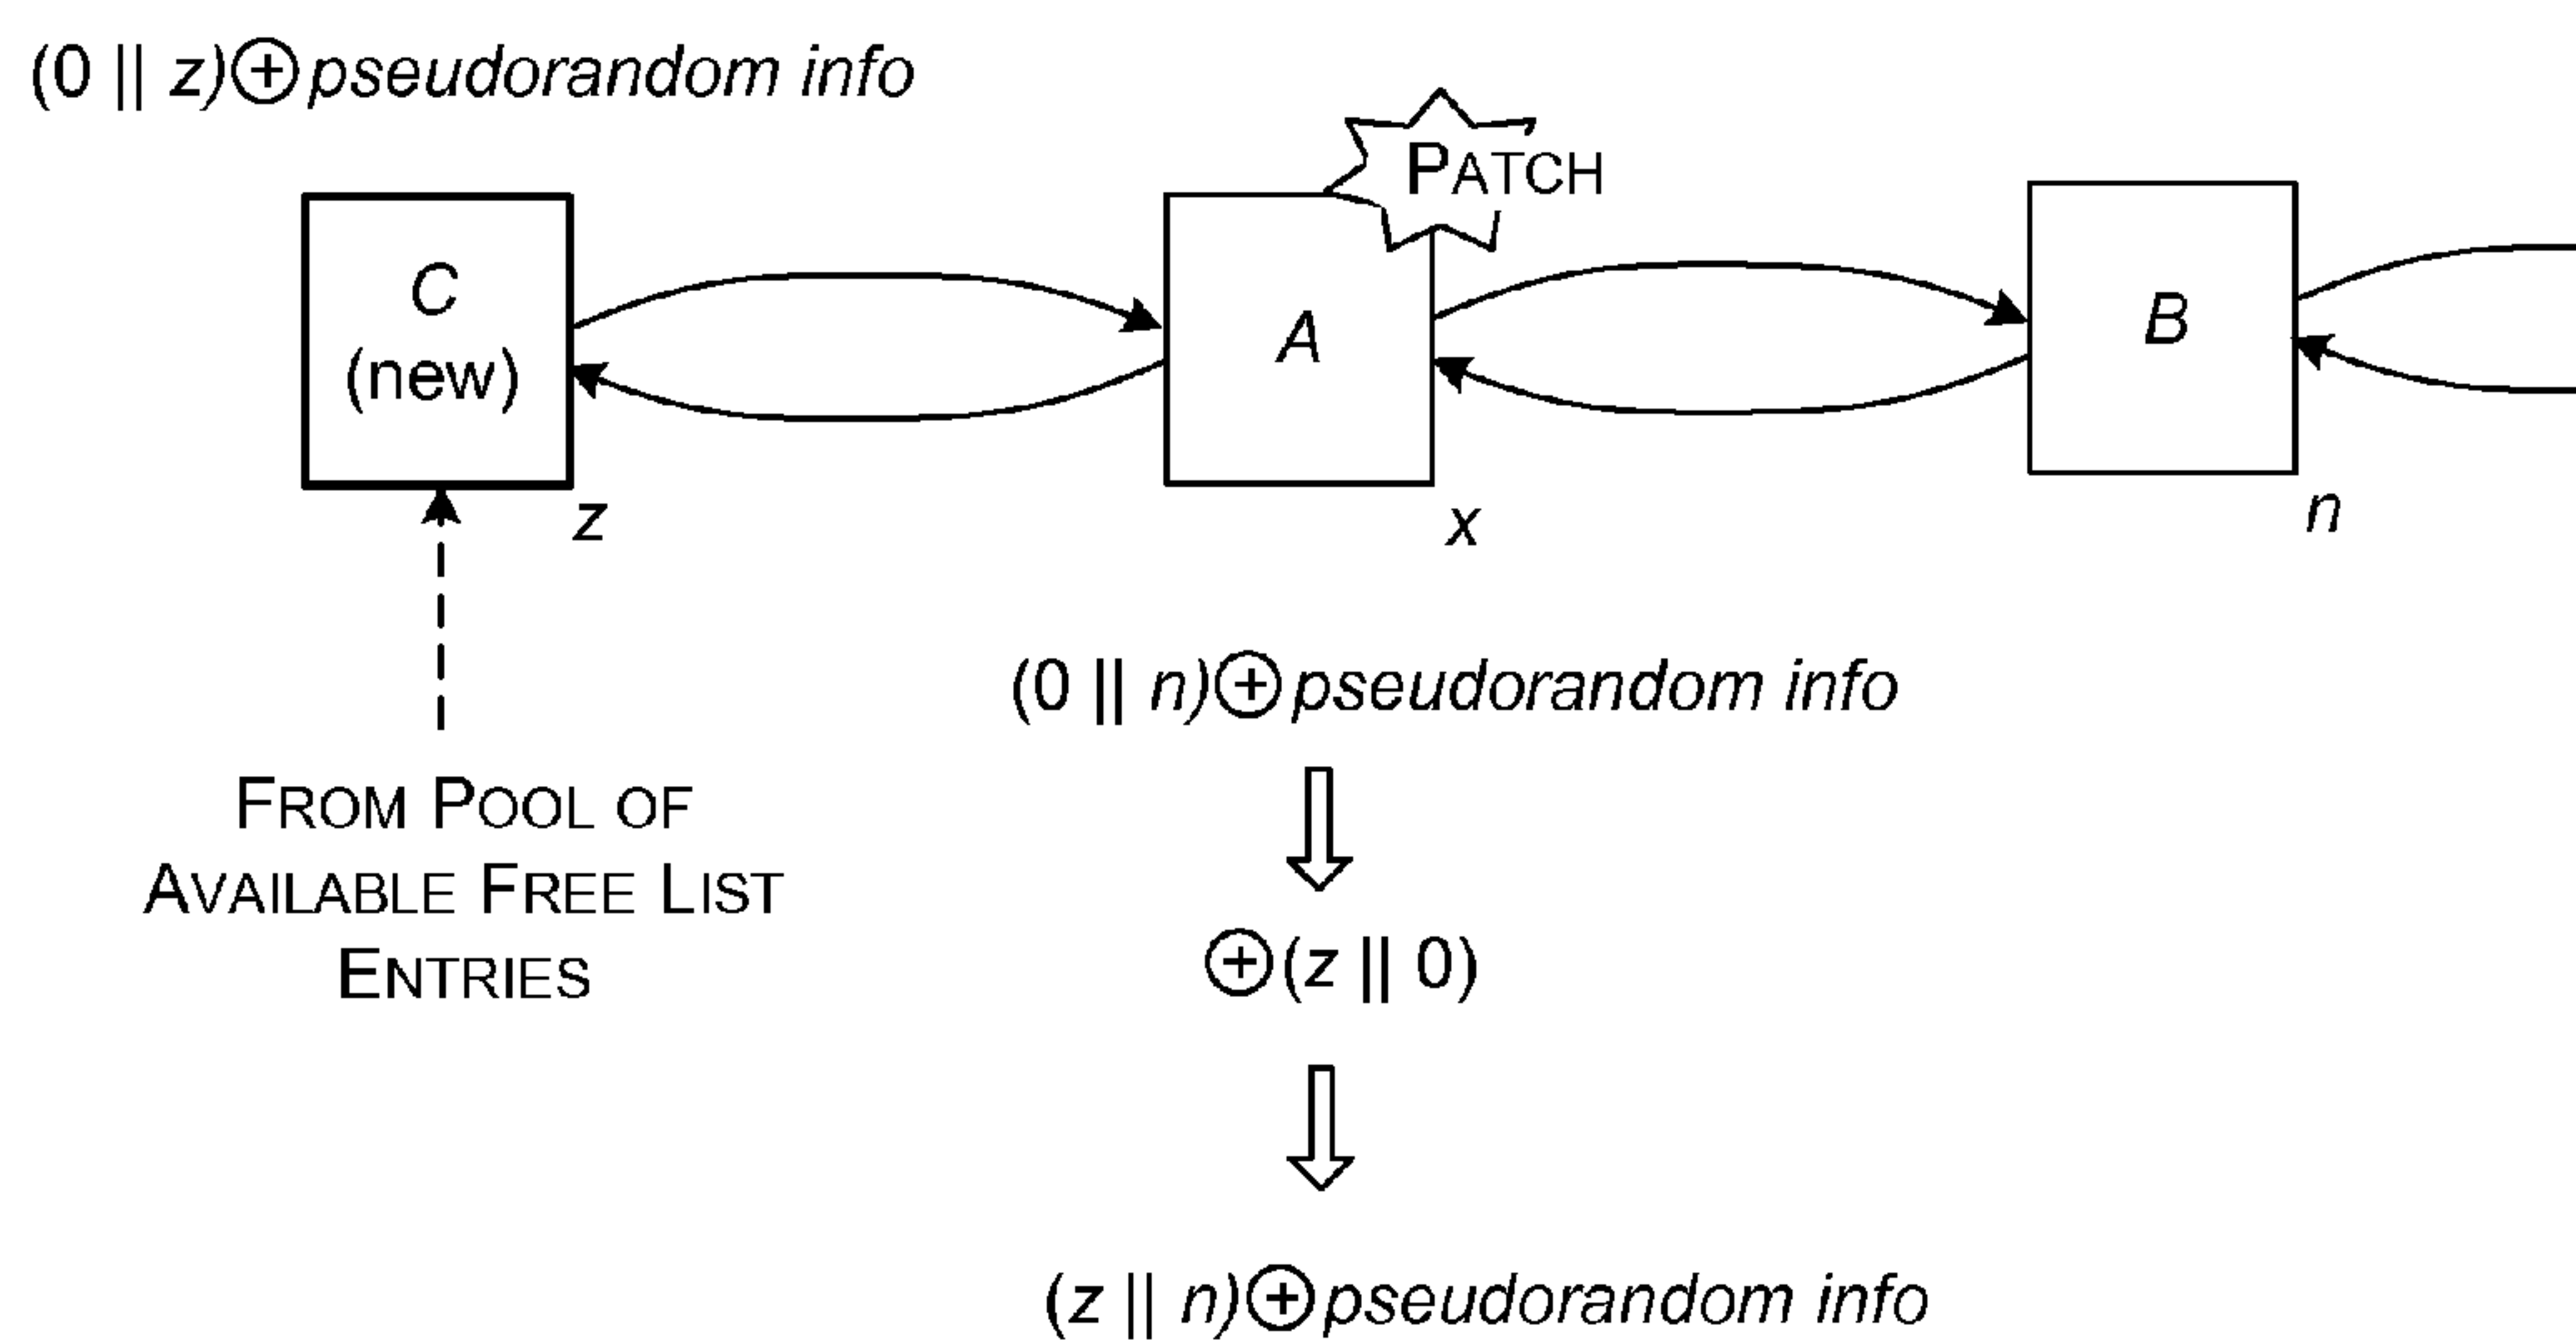 (0 || z)⊕pseudorandom info
PATCH
C
(new)
A
B
z
x
n
(0 || n)⊕pseudorandom info
FROM POOL OF
AVAILABLE FREE LIST
ENTRIES
⊕(z || 0)
(z || n)⊕pseudorandom info